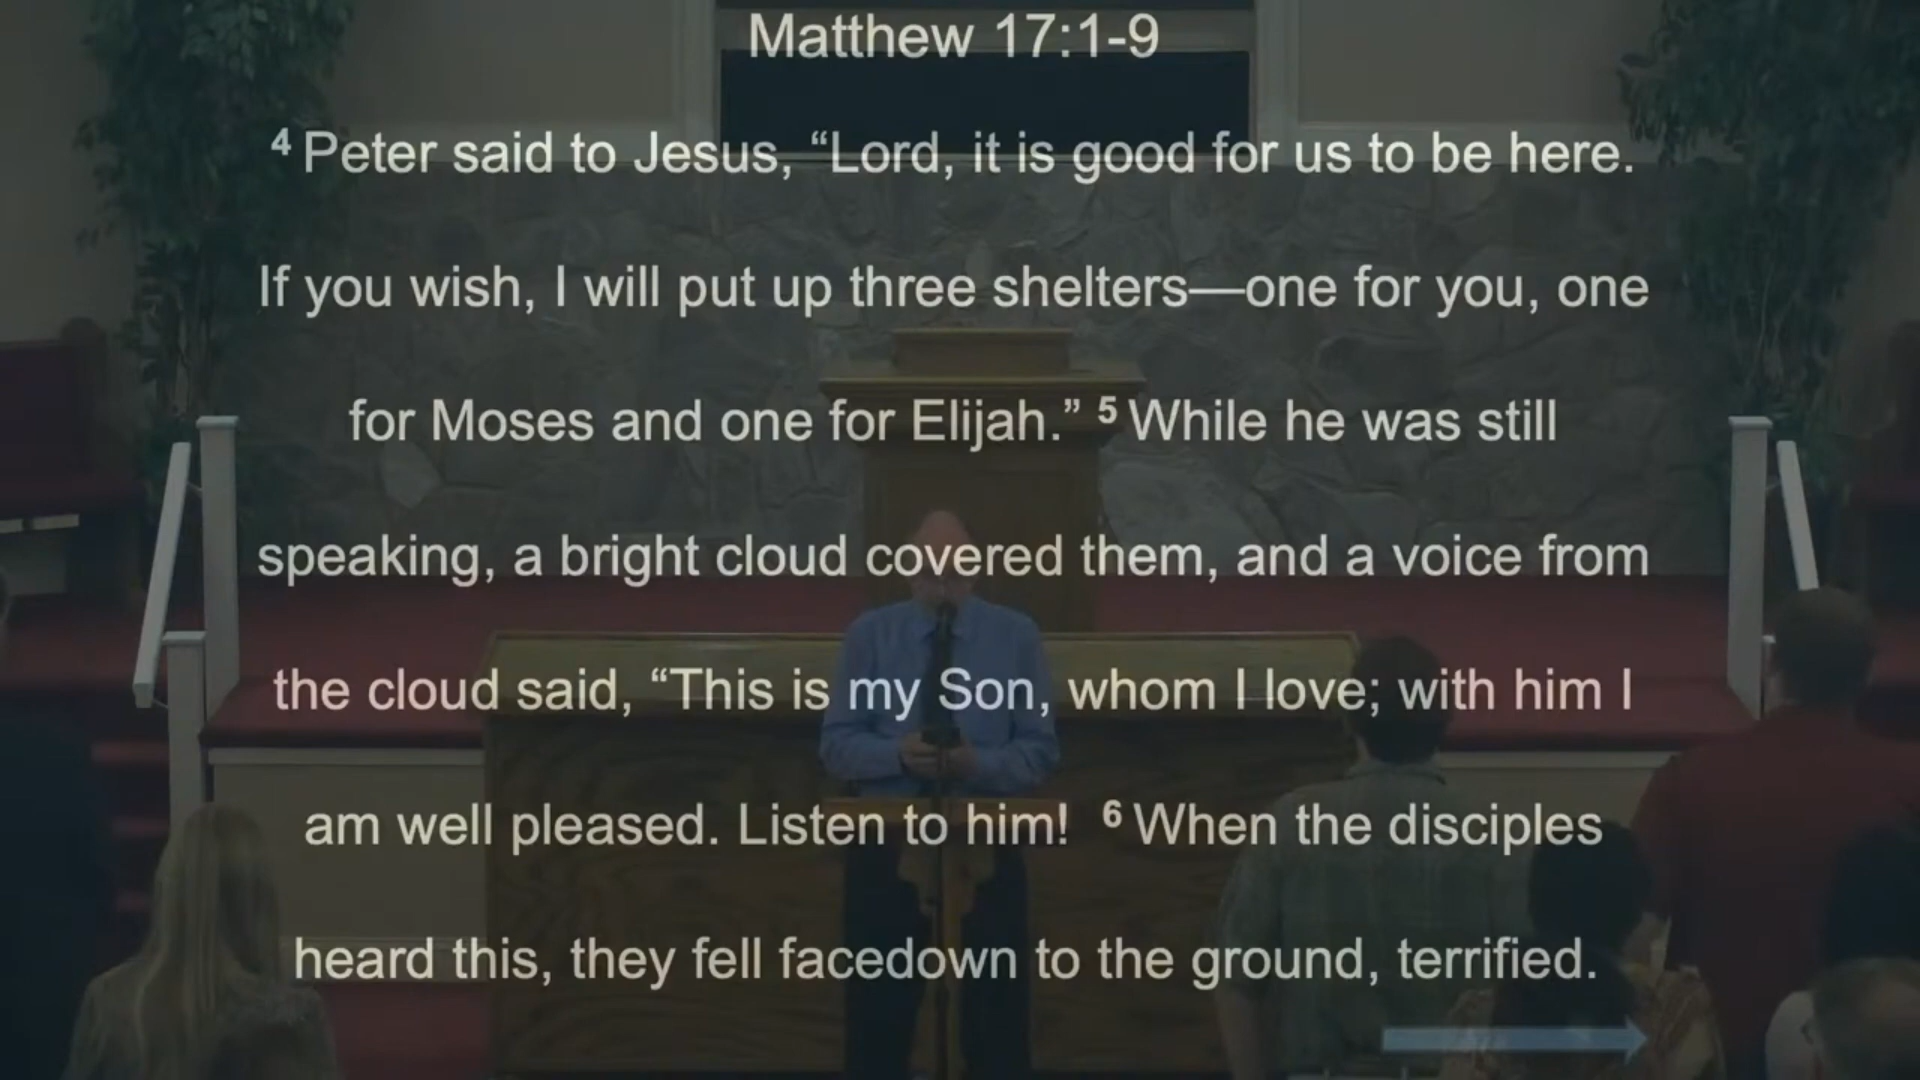 Matthew 17:1-9
4 Peter said to Jesus, “Lord, it is good for us to be here.
If you wish, I will put up three shelters—one for you, one
for Moses and one for Elijah.” 5 While he was still
speaking, a bright cloud covered them, and a voice from
the cloud said, “This is my Son, whom I love; with him I
am well pleased. Listen to him!  6 When the disciples
heard this, they fell facedown to the ground, terrified.